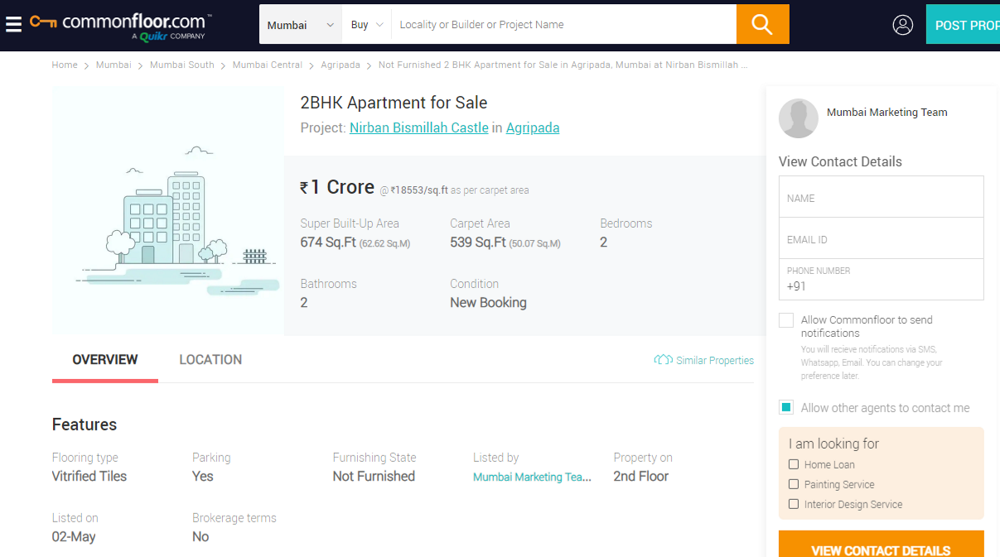 commonfloor.com™
A Quikr COMPANY
Mumbai
Buy
Locality or Builder or Project Name
POST PROP
Home > Mumbai > Mumbai South > Mumbai Central > Agripada > Not Furnished 2 BHK Apartment for Sale in Agripada, Mumbai at Nirban Bismillah ...
2BHK Apartment for Sale
Project: Nirban Bismillah Castle in Agripada
₹1 Crore @ ₹18553/sq.ft as per carpet area
Super Built-Up Area
674 Sq.Ft (62.62 Sq.M)
Carpet Area
539 Sq.Ft (50.07 Sq.M)
Bedrooms
2
Bathrooms
2
Condition
New Booking
OVERVIEW
LOCATION
Similar Properties
Features
Flooring type
Vitrified Tiles
Parking
Yes
Furnishing State
Not Furnished
Listed by
Mumbai Marketing Tea...
Property on
2nd Floor
Listed on
02-May
Brokerage terms
No
Mumbai Marketing Team
View Contact Details
NAME
EMAIL ID
PHONE NUMBER
+91
Allow Commonfloor to send
notifications
You will recieve notifications via SMS,
Whatsapp, Email. You can change your
preference later.
Allow other agents to contact me
I am looking for
Home Loan
Painting Service
Interior Design Service
VIEW CONTACT DETAILS